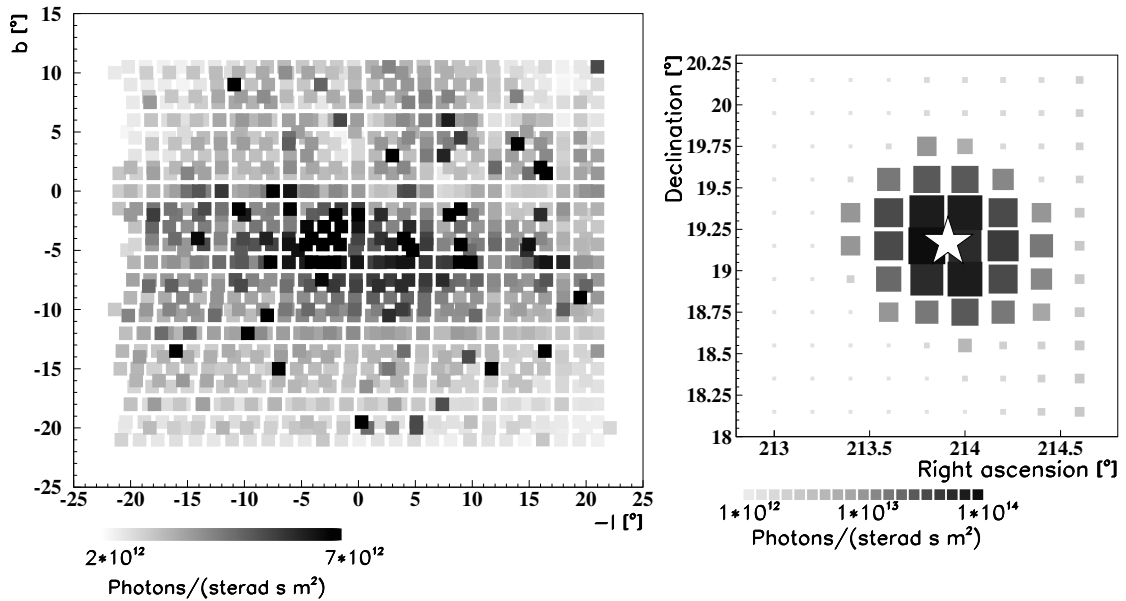 b [°]
15
10
5
0
-5
-10
-15
-20
-25
-25 -20 -15 -10 -5 0 5 10 15 20 25
−l [°]
2*10¹² 7*10¹²
Photons/(sterad s m²)
Declination [°]
20.25
20
19.75
19.5
19.25
19
18.75
18.5
18.25
18
213 213.5 214 214.5
Right ascension [°]
1*10¹² 1*10¹³ 1*10¹⁴
Photons/(sterad s m²)